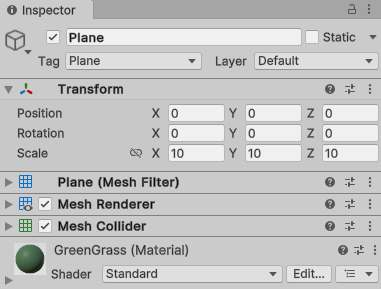 Inspector
Plane Static
Tag Plane Layer Default
Transform
Position X 0 Y 0 Z 0
Rotation X 0 Y 0 Z 0
Scale X 10 Y 10 Z 10
Plane (Mesh Filter)
Mesh Renderer
Mesh Collider
GreenGrass (Material)
Shader Standard Edit...